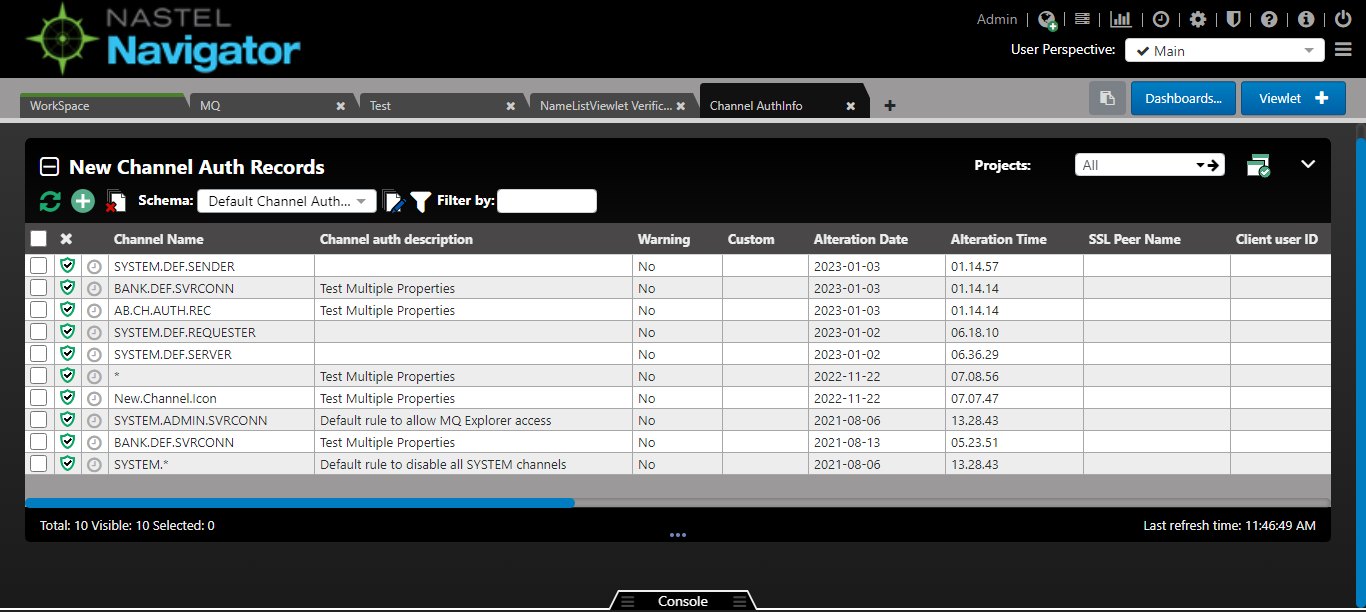 NASTEL
Navigator
Admin
User Perspective: Main
WorkSpace MQ Test NameListViewlet Verific... Channel AuthInfo Dashboards... Viewlet
New Channel Auth Records Projects: All
Schema: Default Channel Auth... Filter by:
Channel Name Channel auth description Warning Custom Alteration Date Alteration Time SSL Peer Name Client user ID
SYSTEM.DEF.SENDER No 2023-01-03 01.14.57
BANK.DEF.SVRCONN Test Multiple Properties No 2023-01-03 01.14.14
AB.CH.AUTH.REC Test Multiple Properties No 2023-01-03 01.14.14
SYSTEM.DEF.REQUESTER No 2023-01-02 06.18.10
SYSTEM.DEF.SERVER No 2023-01-02 06.36.29
* Test Multiple Properties No 2022-11-22 07.08.56
New.Channel.Icon Test Multiple Properties No 2022-11-22 07.07.47
SYSTEM.ADMIN.SVRCONN Default rule to allow MQ Explorer access No 2021-08-06 13.28.43
BANK.DEF.SVRCONN Test Multiple Properties No 2021-08-13 05.23.51
SYSTEM.* Default rule to disable all SYSTEM channels No 2021-08-06 13.28.43
Total: 10 Visible: 10 Selected: 0 Last refresh time: 11:46:49 AM
Console